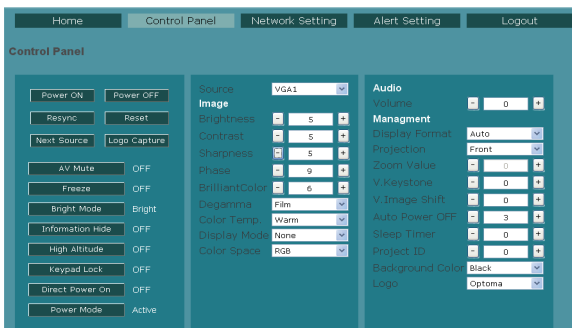 Home Control Panel Network Setting Alert Setting Logout
Control Panel
Power ON Power OFF
Resync Reset
Next Source Logo Capture
AV Mute OFF
Freeze OFF
Bright Mode Bright
Information Hide OFF
High Altitude OFF
Keypad Lock OFF
Direct Power On OFF
Power Mode Active
Source VGA1
Image
Brightness - 5 +
Contrast - 5 +
Sharpness - 5 +
Phase - 9 +
BrilliantColor - 6 +
Degamma Film
Color Temp. Warm
Display Mode None
Color Space RGB
Audio
Volume - 0 +
Managment
Display Format Auto
Projection Front
Zoom Value - 0 +
V.Keystone - 0 +
V.Image Shift - 0 +
Auto Power OFF - 3 +
Sleep Timer - 0 +
Project ID - 0 +
Background Color Black
Logo Optoma